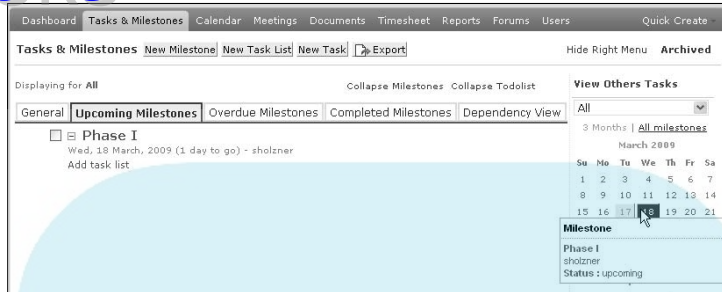 Dashboard Tasks & Milestones Calendar Meetings Documents Timesheet Reports Forums Users Quick Create
Tasks & Milestones New Milestone New Task List New Task Export Hide Right Menu Archived
Displaying for All Collapse Milestones Collapse Todolist View Others Tasks
General Upcoming Milestones Overdue Milestones Completed Milestones Dependency View All
Phase I 3 Months | All milestones
Wed, 18 March, 2009 (1 day to go) - sholzner March 2009
Add task list Su Mo Tu We Th Fr Sa
1 2 3 4 5 6 7
8 9 10 11 12 13 14
15 16 17 18 19 20 21
Milestone
Phase I
sholzner
Status : upcoming